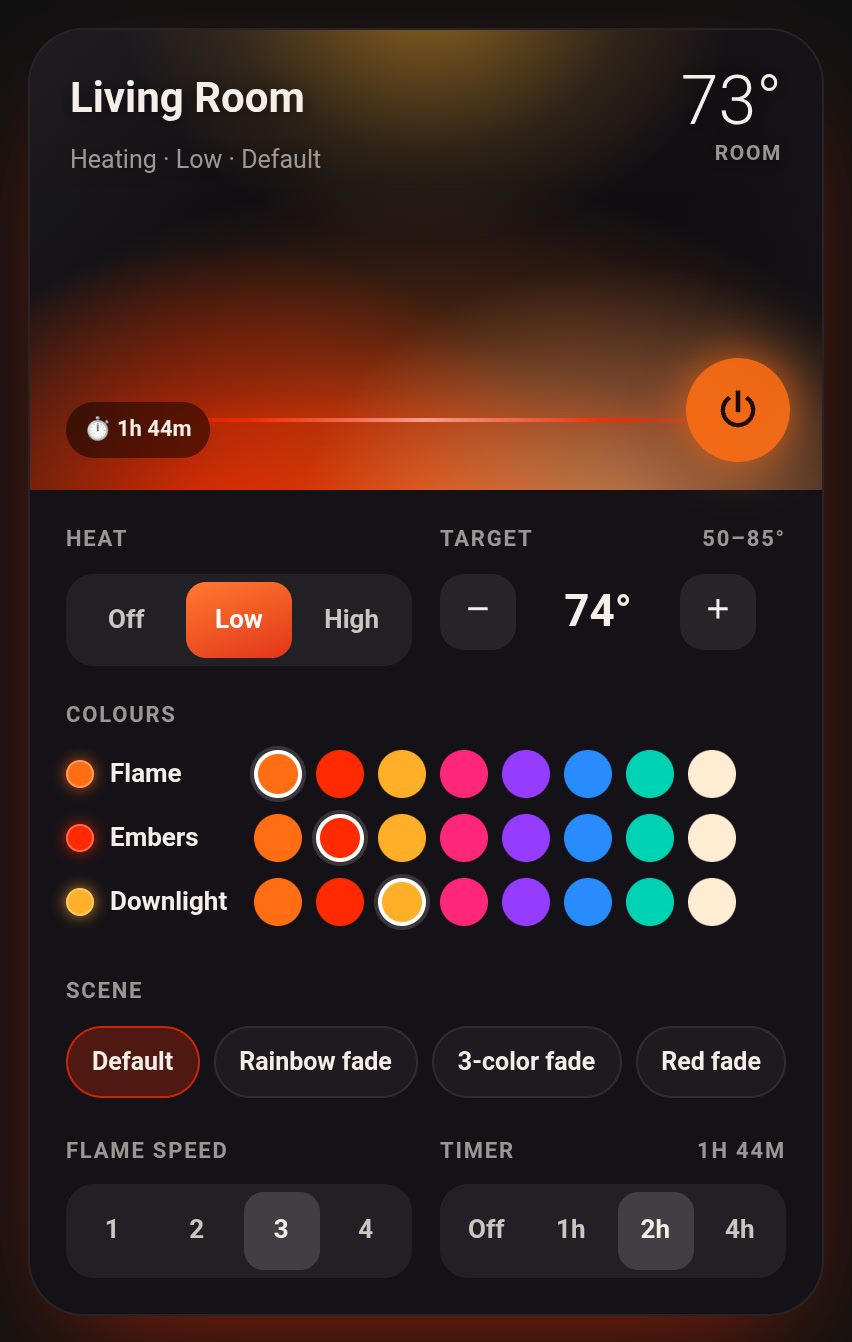 Living Room
73°
Heating · Low · Default
ROOM
⏱️ 1h 44m
HEAT
TARGET
50–85°
Off
Low
High
−
74°
+
COLOURS
Flame
Embers
Downlight
SCENE
Default
Rainbow fade
3-color fade
Red fade
FLAME SPEED
TIMER
1H 44M
1
2
3
4
Off
1h
2h
4h